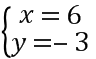 x = 6
y = – 3